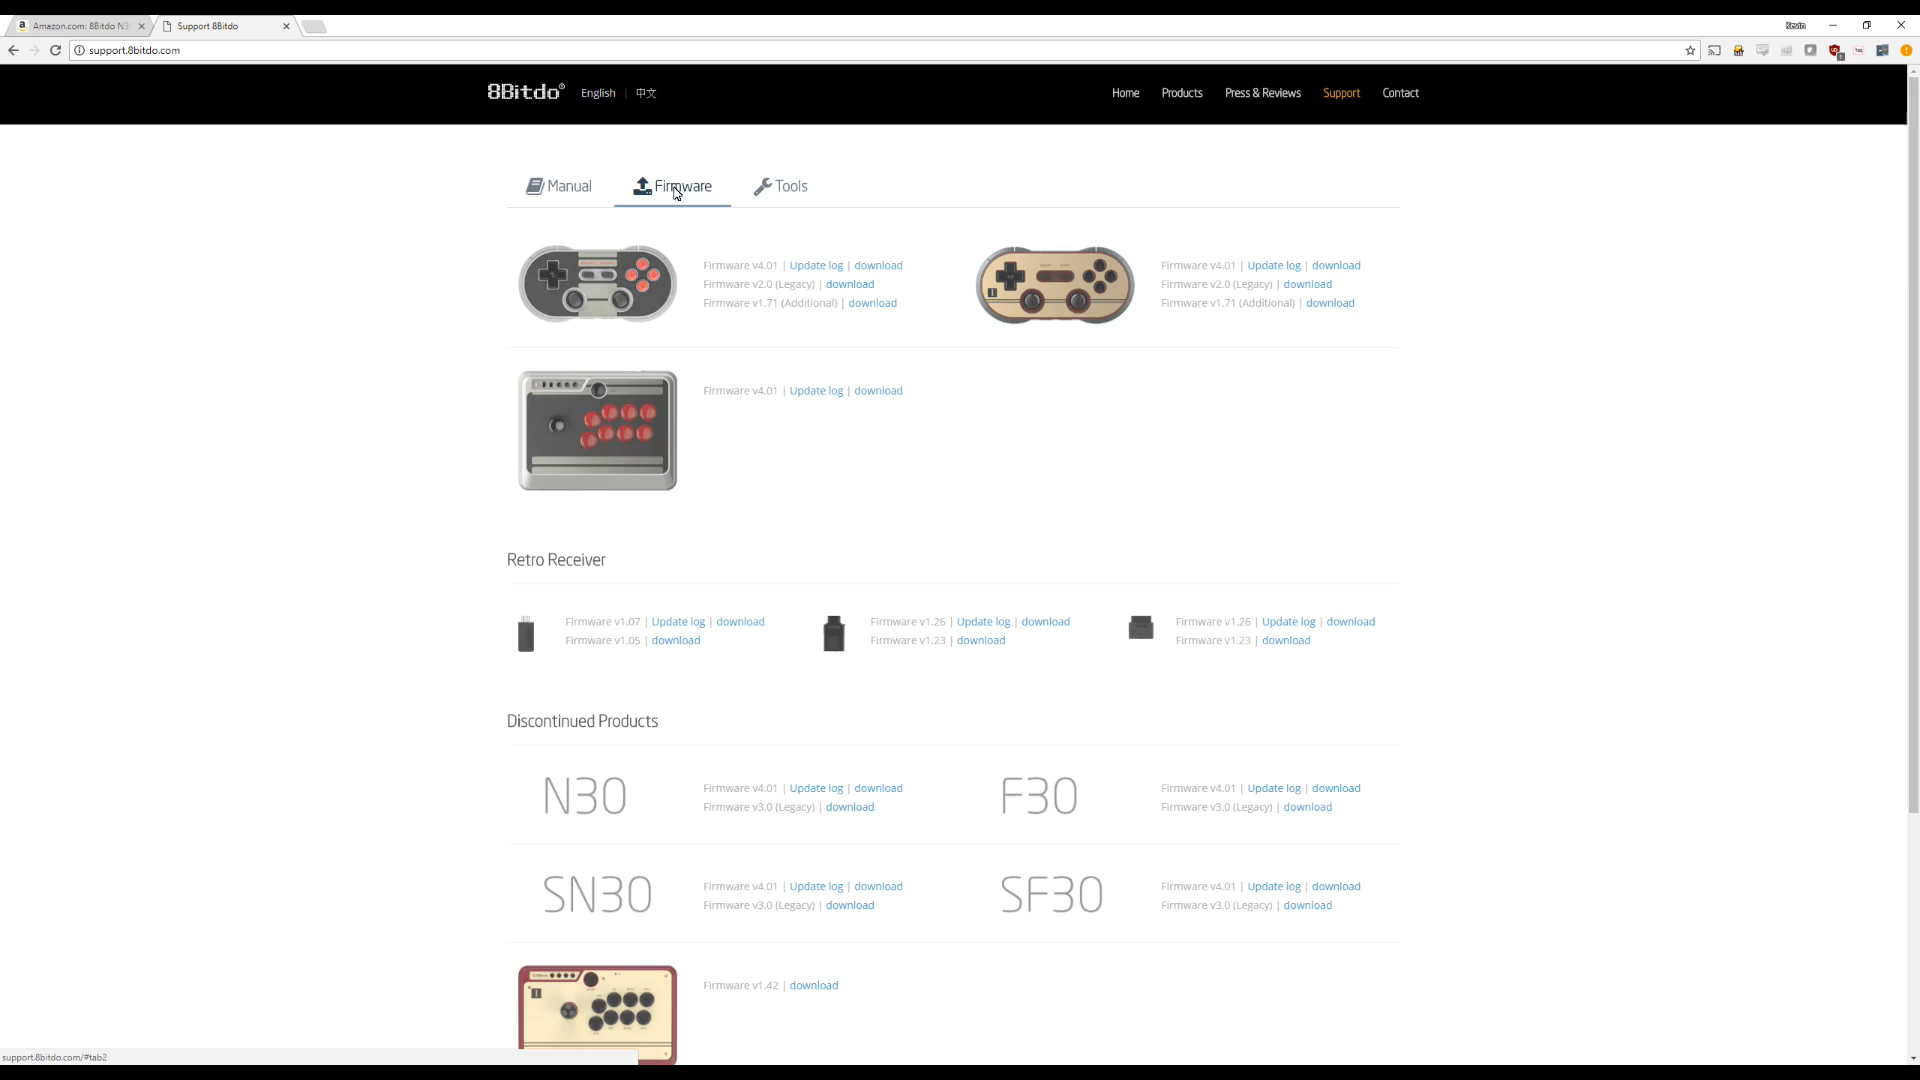 Amazon.com: 8Bitdo N3
Support 8Bitdo
Kevin
support.8bitdo.com
8Bitdo®
English | 中文
Home Products Press & Reviews Support Contact
Manual Firmware Tools
Firmware v4.01 | Update log | download
Firmware v2.0 (Legacy) | download
Firmware v1.71 (Additional) | download
Firmware v4.01 | Update log | download
Firmware v2.0 (Legacy) | download
Firmware v1.71 (Additional) | download
Firmware v4.01 | Update log | download
Retro Receiver
Firmware v1.07 | Update log | download
Firmware v1.05 | download
Firmware v1.26 | Update log | download
Firmware v1.23 | download
Firmware v1.26 | Update log | download
Firmware v1.23 | download
Discontinued Products
N30
Firmware v4.01 | Update log | download
Firmware v3.0 (Legacy) | download
F30
Firmware v4.01 | Update log | download
Firmware v3.0 (Legacy) | download
SN30
Firmware v4.01 | Update log | download
Firmware v3.0 (Legacy) | download
SF30
Firmware v4.01 | Update log | download
Firmware v3.0 (Legacy) | download
Firmware v1.42 | download
support.8bitdo.com/#tab2